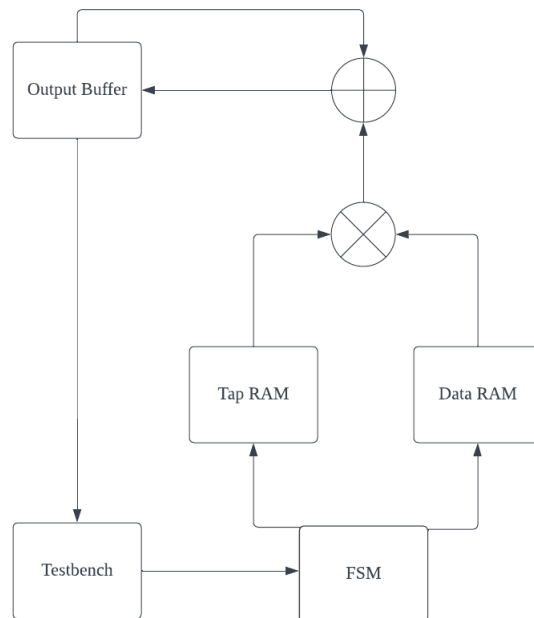 Output Buffer
Tap RAM
Data RAM
Testbench
FSM